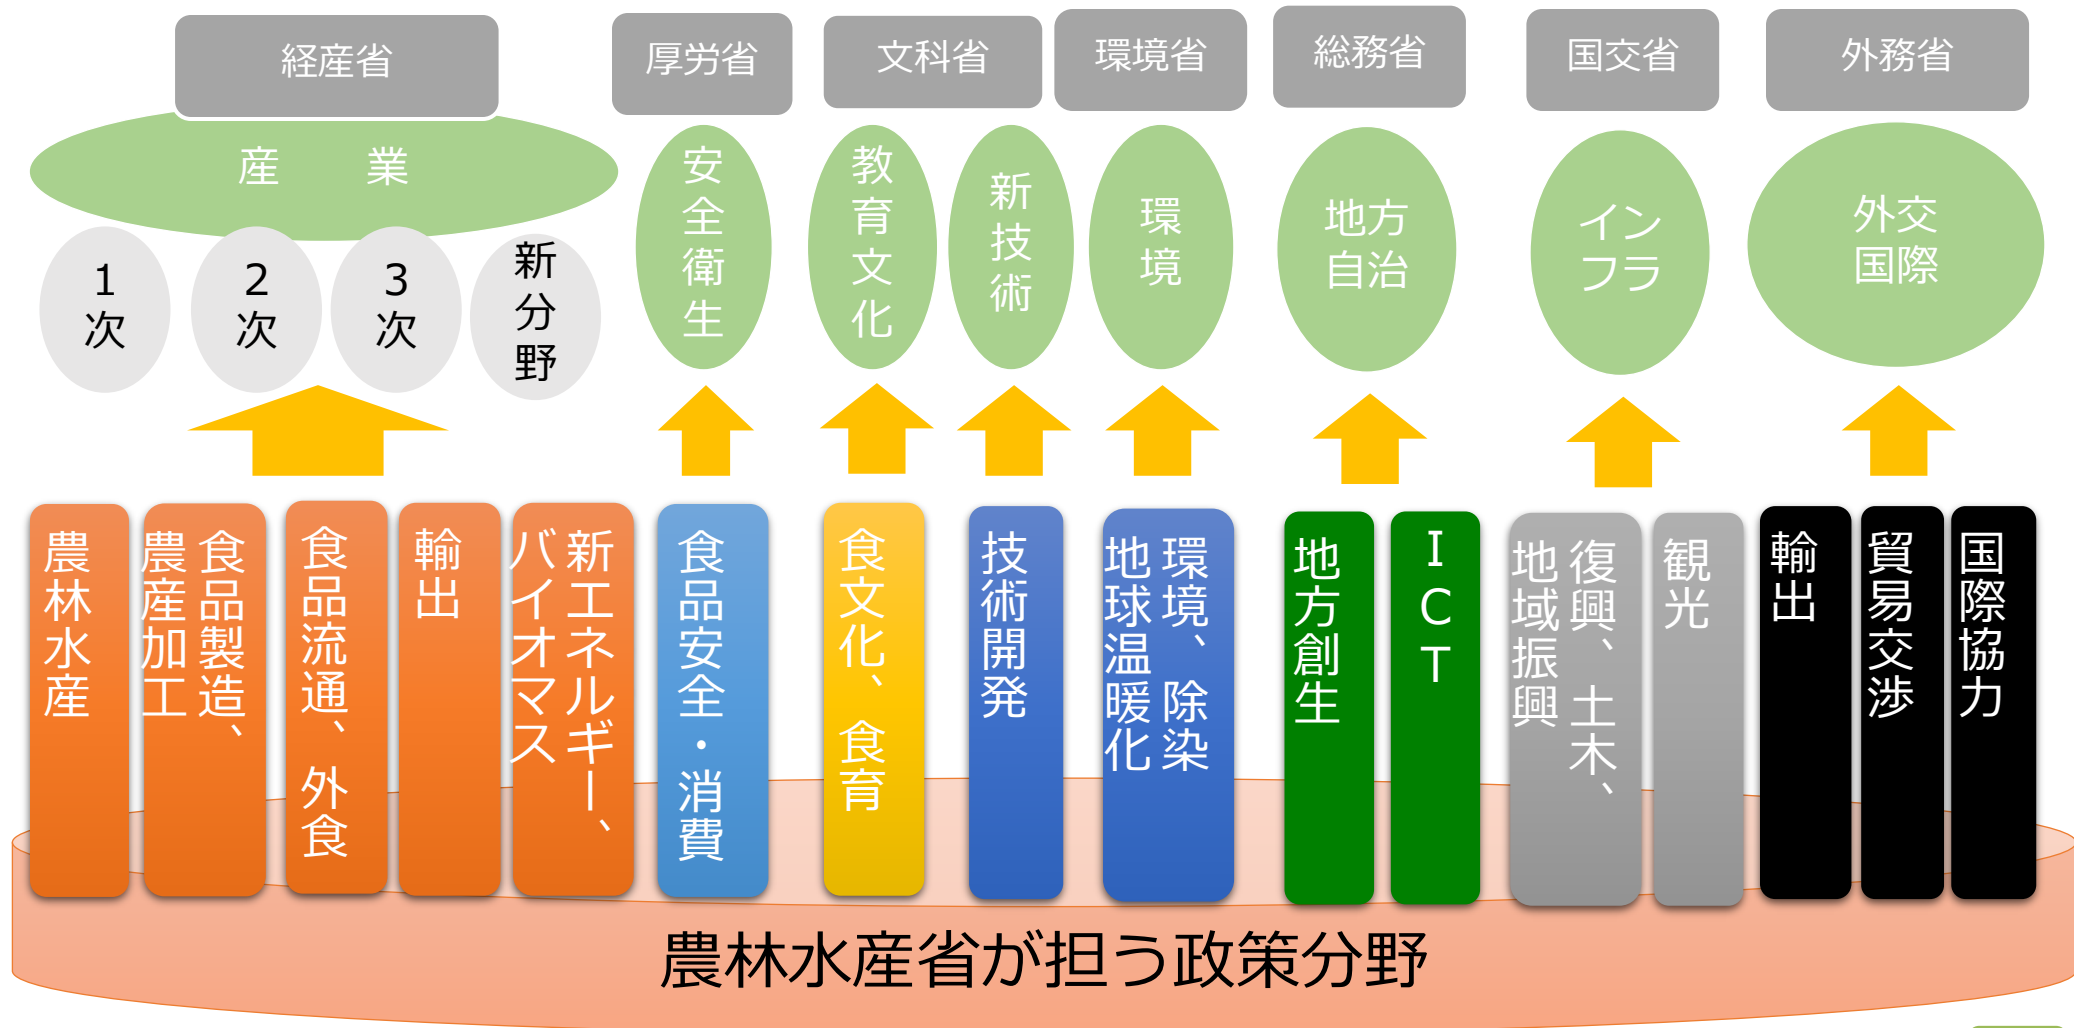 経産省
厚労省
文科省
環境省
総務省
国交省
外務省
産　業
1
次
2
次
3
次
新
分
野
安
全
衛
生
教
育
文
化
新
技
術
環
境
地方
自治
イン
フラ
外交
国際
農林水産
食品製造、
農産加工
食品流通、外食
輸出
新エネルギー、
バイオマス
食品安全・消費
食文化、食育
技術開発
環境、除染
地球温暖化
地方創生
ICT
復興、土木、
地域振興
観光
輸出
貿易交渉
国際協力
農林水産省が担う政策分野